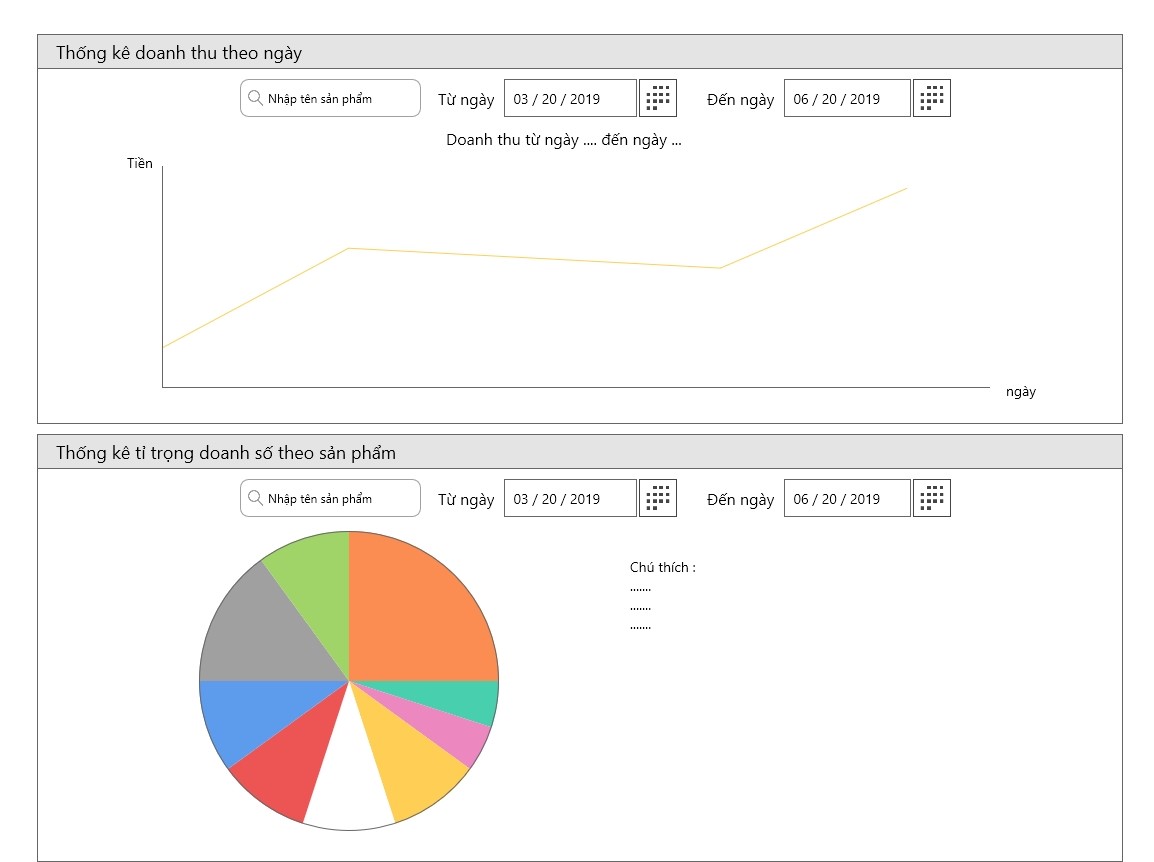 Thống kê doanh thu theo ngày
Nhập tên sản phẩm Từ ngày 03 / 20 / 2019 Đến ngày 06 / 20 / 2019
Doanh thu từ ngày .... đến ngày ...
Tiền
ngày
Thống kê tỉ trọng doanh số theo sản phẩm
Nhập tên sản phẩm Từ ngày 03 / 20 / 2019 Đến ngày 06 / 20 / 2019
Chú thích :
.......
.......
.......